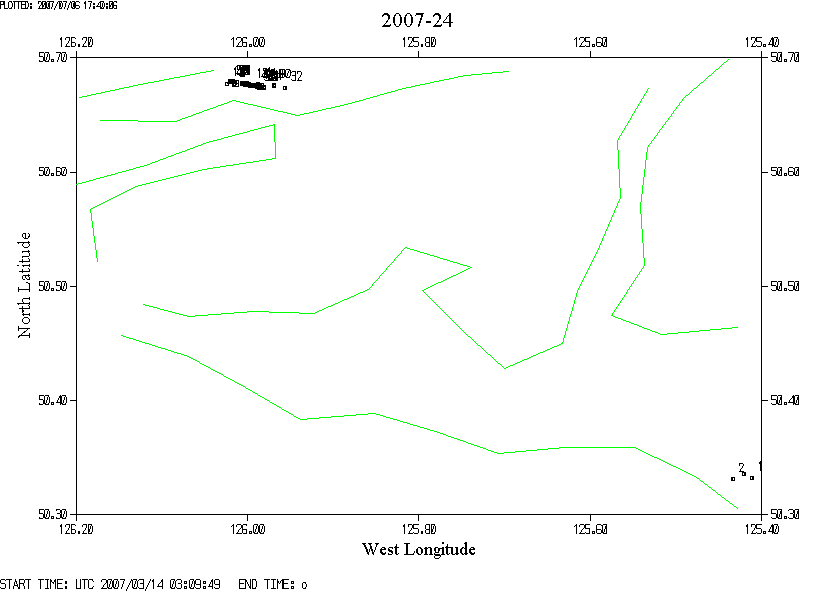 PLOTTED: 2007/07/06 17:40:06
2007-24
126.20 126.00 125.80 125.60 125.40
50.70 50.70
32
50.60 50.60
North Latitude
50.50 50.50
50.40 50.40
2 1
50.30 50.30
126.20 126.00 125.80 125.60 125.40
West Longitude
START TIME: UTC 2007/03/14 03:09:49 END TIME: o